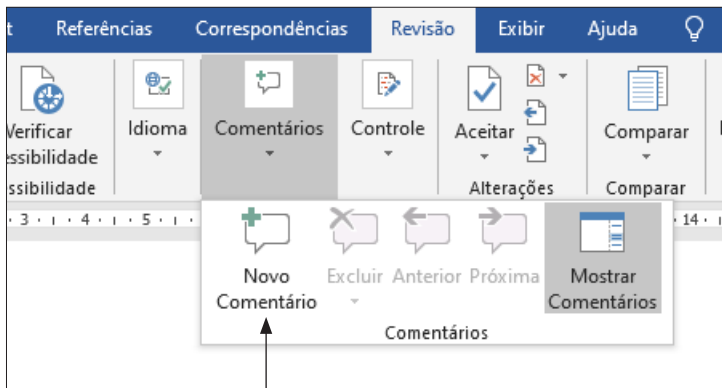 t Referências Correspondências Revisão Exibir Ajuda
Verificar Idioma Comentários Controle Aceitar Comparar
essibilidade
ssibilidade Alterações Comparar
· 3 · ı · 4 · ı · 5 · ı · · 14 · ı
Novo Excluir Anterior Próxima Mostrar
Comentário Comentários
Comentários